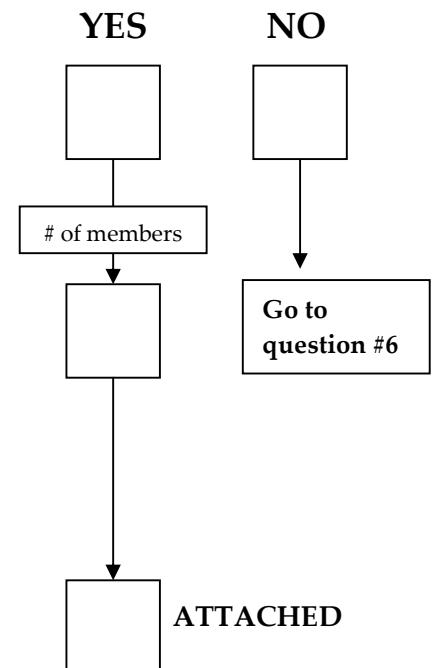 YES NO
# of members
Go to
question #6
ATTACHED